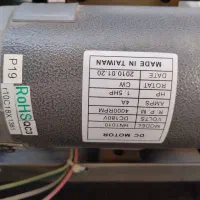 DC MOTOR
MODEL
VOLTS DC180V
R.P.M. 4000RPM
AMPS 4A
HP 1.5HP
ROTAT CW
DATE 2010.01.20
MADE IN TAIWAN
P19
RoHS